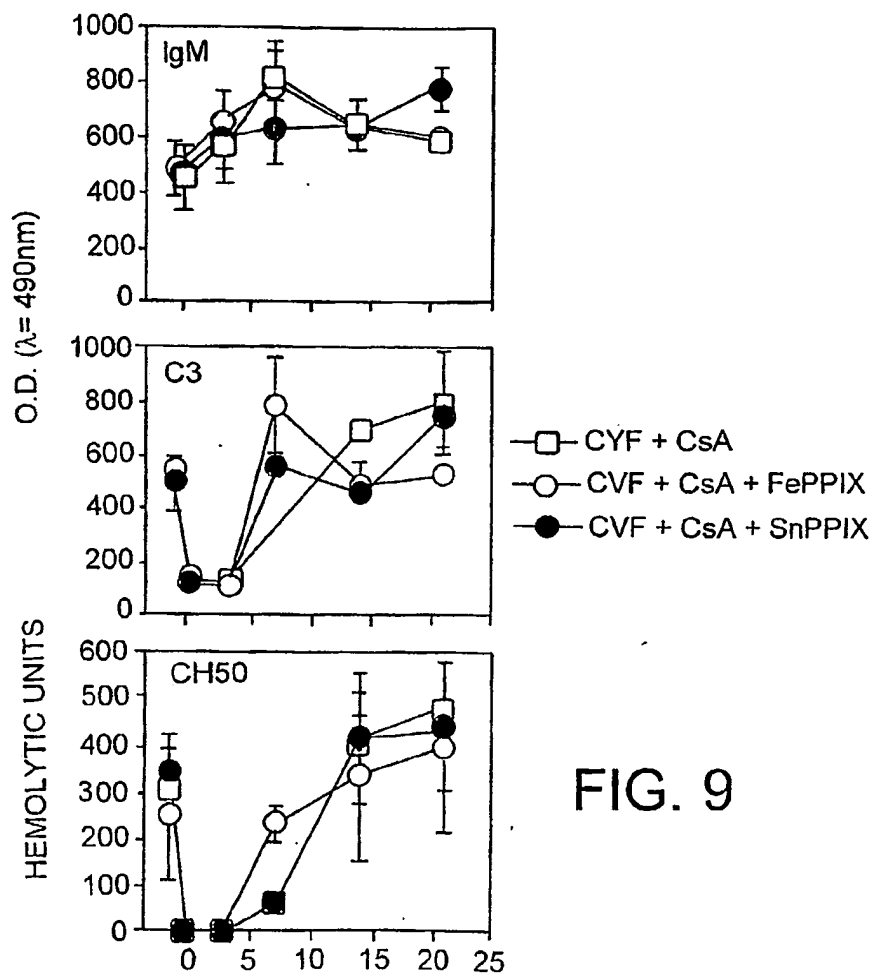 O.D. (λ= 490nm)
1000
800
600
400
200
0
IgM
1000
800
600
400
200
0
C3
CYF + CsA
CVF + CsA + FePPIX
CVF + CsA + SnPPIX
HEMOLYTIC UNITS
600
500
400
300
200
100
0
CH50
0 5 10 15 20 25
FIG. 9